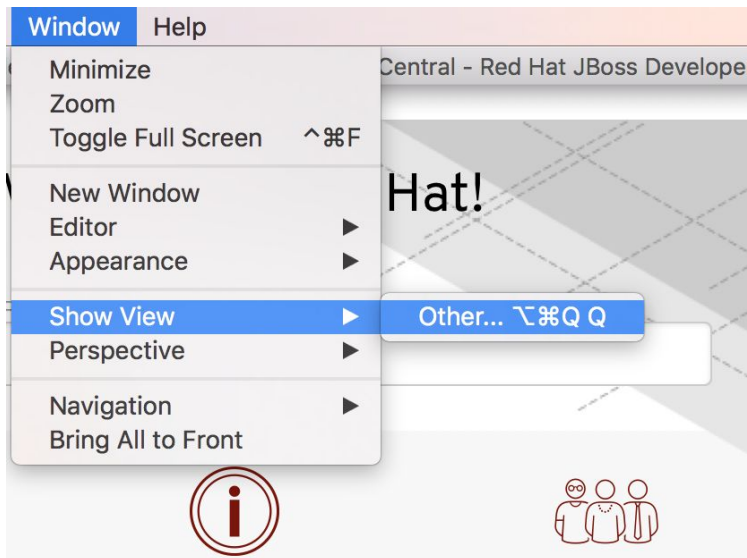 Window Help
Central - Red Hat JBoss Develope
Minimize
Zoom
Toggle Full Screen ^⌘F
Hat!
New Window
Editor ▶
Appearance ▶
Show View ▶
Other... ⌥⌘Q Q
Perspective ▶
Navigation ▶
Bring All to Front
i